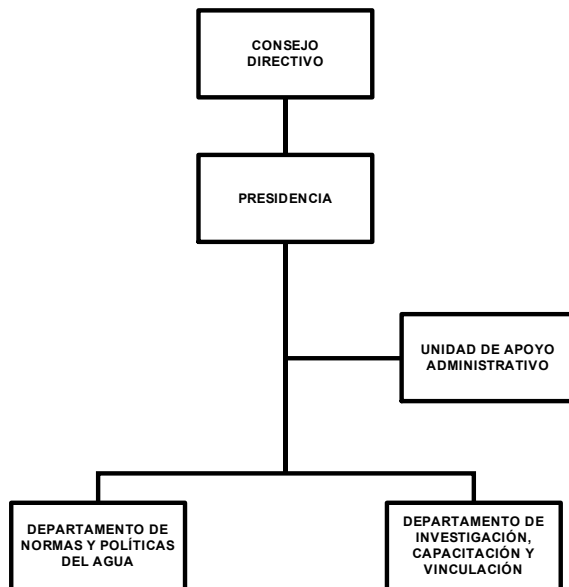 CONSEJO
DIRECTIVO
PRESIDENCIA
UNIDAD DE APOYO
ADMINISTRATIVO
DEPARTAMENTO DE
NORMAS Y POLÍTICAS
DEL AGUA
DEPARTAMENTO DE
INVESTIGACIÓN,
CAPACITACIÓN Y
VINCULACIÓN